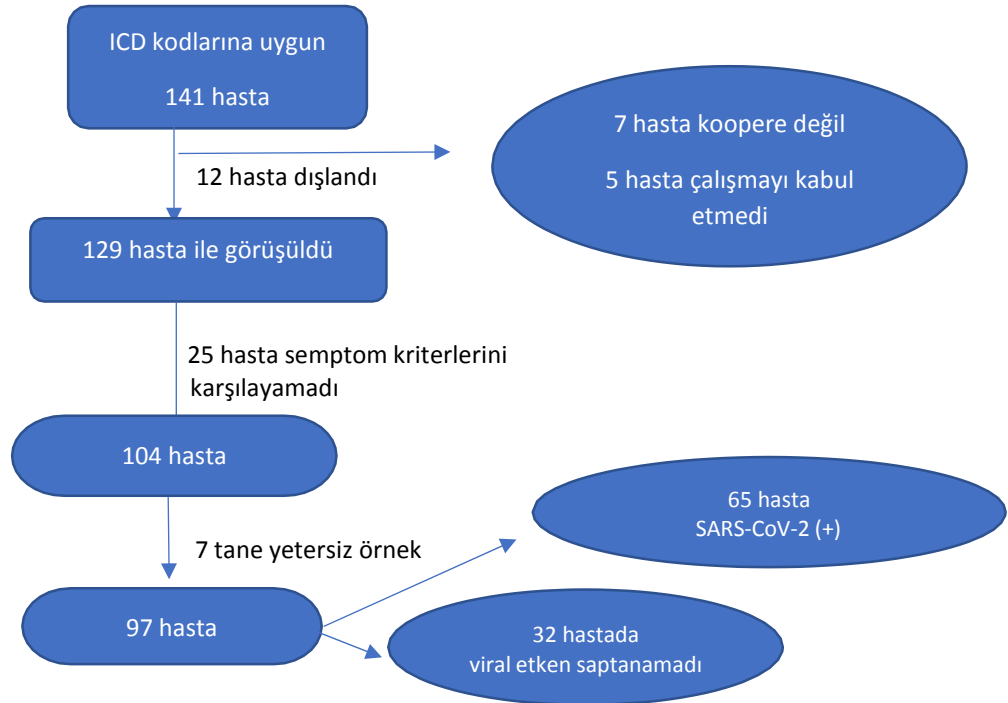 ICD kodlarına uygun
141 hasta
12 hasta dışlandı
7 hasta koopere değil
5 hasta çalışmayı kabul
etmedi
129 hasta ile görüşüldü
25 hasta semptom kriterlerini
karşılayamadı
104 hasta
7 tane yetersiz örnek
97 hasta
65 hasta
SARS-CoV-2 (+)
32 hastada
viral etken saptanamadı